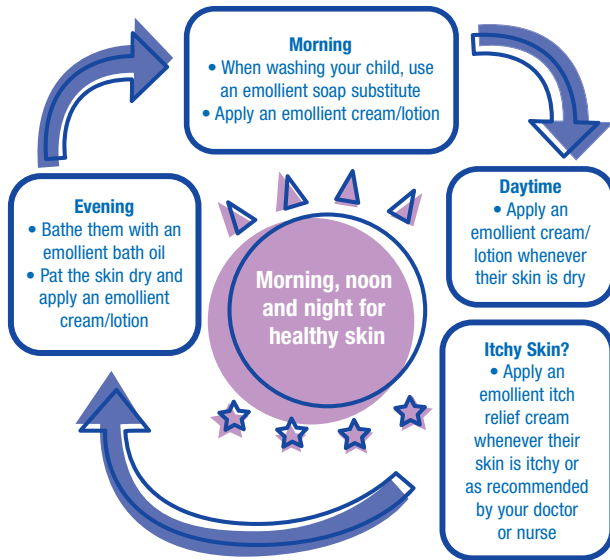 Morning
• When washing your child, use
an emollient soap substitute
• Apply an emollient cream/lotion
Daytime
• Apply an
emollient cream/
lotion whenever
their skin is dry
Itchy Skin?
• Apply an
emollient itch
relief cream
whenever their
skin is itchy or
as recommended
by your doctor
or nurse
Evening
• Bathe them with an
emollient bath oil
• Pat the skin dry and
apply an emollient
cream/lotion
Morning, noon
and night for
healthy skin